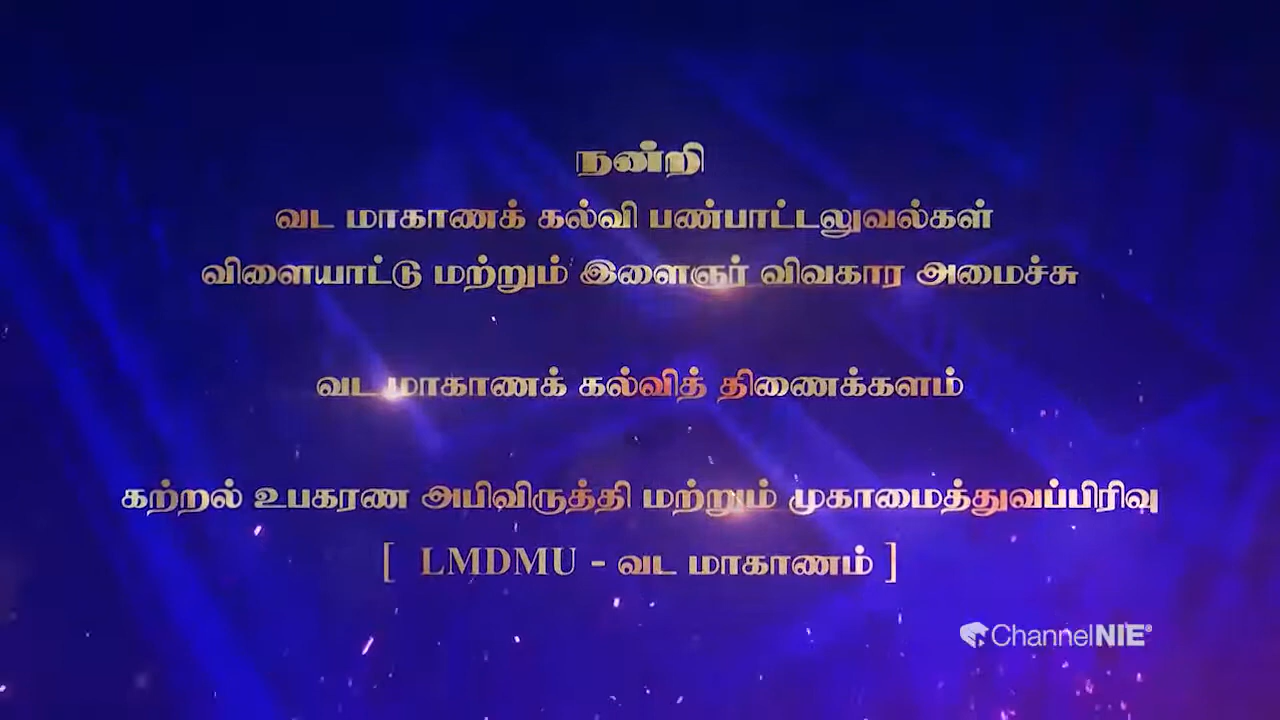 நன்றி
வட மாகாணக் கல்வி பண்பாட்டலுவல்கள்
விளையாட்டு மற்றும் இளைஞர் விவகார அமைச்சு
வட மாகாணக் கல்வித் திணைக்களம்
கற்றல் உபகரண அபிவிருத்தி மற்றும் முகாமைத்துவப்பிரிவு
[ LMDMU - வட மாகாணம் ]
ChannelNIE®